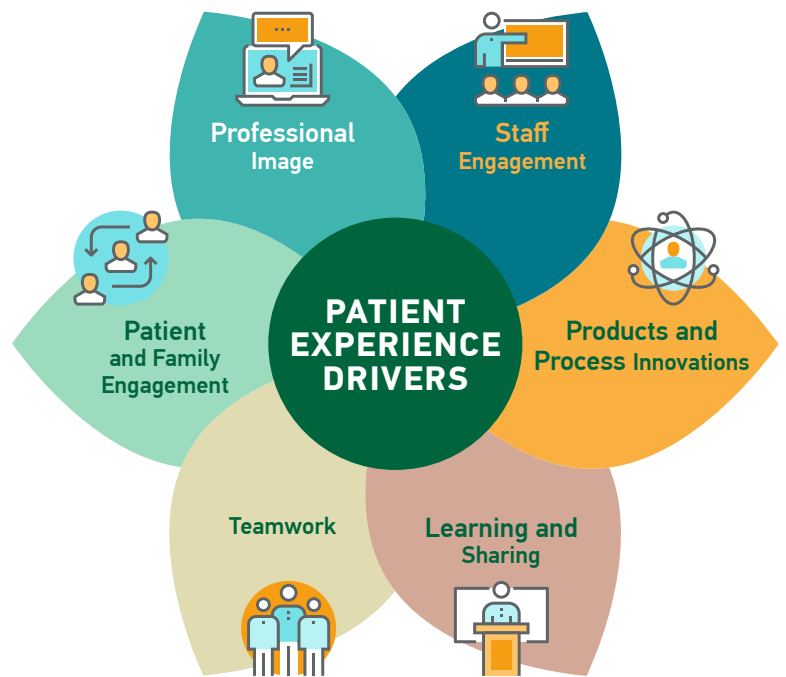 Professional
Image
Staff
Engagement
Patient
and Family
Engagement
PATIENT
EXPERIENCE
DRIVERS
Products and
Process Innovations
Teamwork
Learning and
Sharing